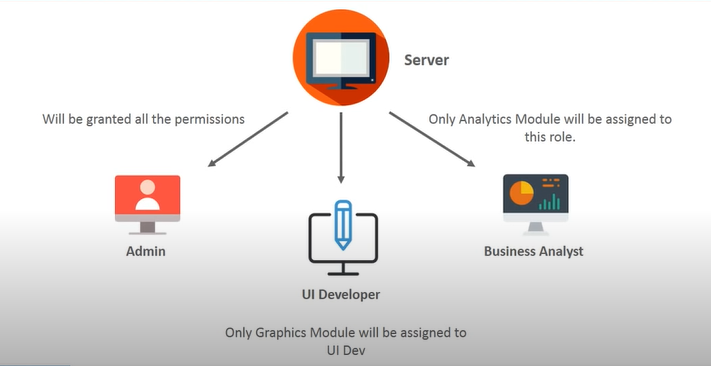 Server
Will be granted all the permissions
Only Analytics Module will be assigned to
this role.
Admin
Business Analyst
UI Developer
Only Graphics Module will be assigned to
UI Dev